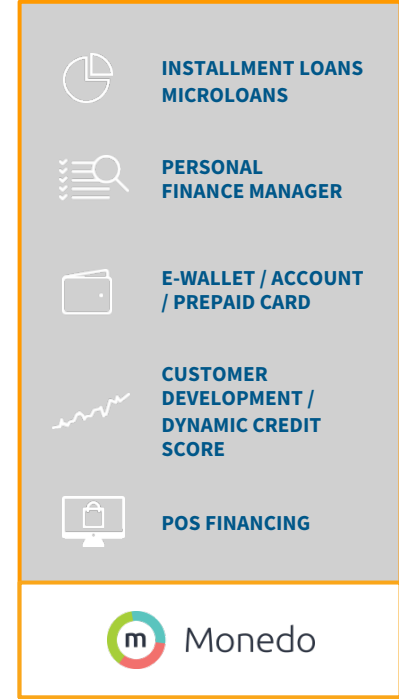 INSTALLMENT LOANS
MICROLOANS
PERSONAL
FINANCE MANAGER
E-WALLET / ACCOUNT
/ PREPAID CARD
CUSTOMER
DEVELOPMENT /
DYNAMIC CREDIT
SCORE
POS FINANCING
m Monedo